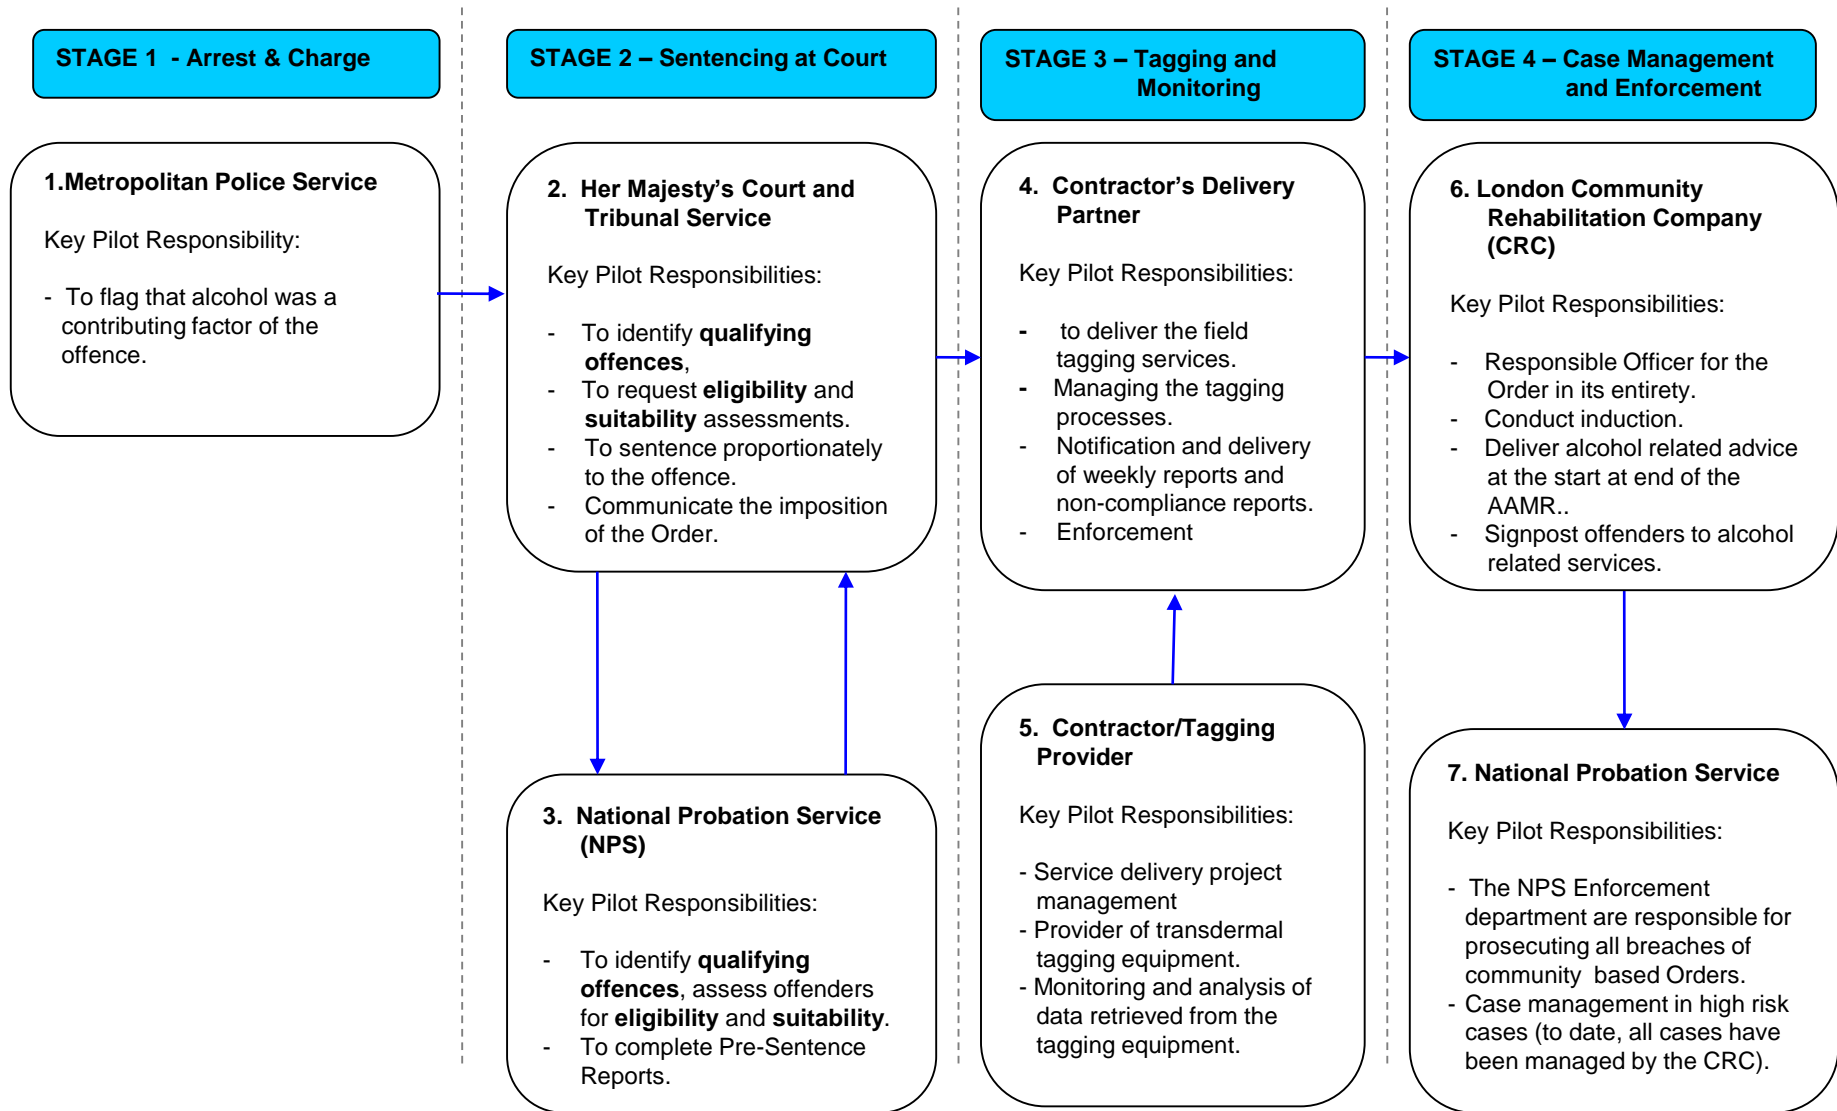 STAGE 1 - Arrest & Charge
1.Metropolitan Police Service
Key Pilot Responsibility:
- To flag that alcohol was a
contributing factor of the
offence.
STAGE 2 – Sentencing at Court
2. Her Majesty's Court and
Tribunal Service
Key Pilot Responsibilities:
- To identify qualifying
offences,
- To request eligibility and
suitability assessments.
- To sentence proportionately
to the offence.
- Communicate the imposition
of the Order.
3. National Probation Service
(NPS)
Key Pilot Responsibilities:
- To identify qualifying
offences, assess offenders
for eligibility and suitability.
- To complete Pre-Sentence
Reports.
STAGE 3 – Tagging and
Monitoring
4. Contractor's Delivery
Partner
Key Pilot Responsibilities:
- to deliver the field
tagging services.
- Managing the tagging
processes.
- Notification and delivery
of weekly reports and
non-compliance reports.
- Enforcement
5. Contractor/Tagging
Provider
Key Pilot Responsibilities:
- Service delivery project
management
- Provider of transdermal
tagging equipment.
- Monitoring and analysis of
data retrieved from the
tagging equipment.
STAGE 4 – Case Management
and Enforcement
6. London Community
Rehabilitation Company
(CRC)
Key Pilot Responsibilities:
- Responsible Officer for the
Order in its entirety.
- Conduct induction.
- Deliver alcohol related advice
at the start at end of the
AAMR..
- Signpost offenders to alcohol
related services.
7. National Probation Service
Key Pilot Responsibilities:
- The NPS Enforcement
department are responsible for
prosecuting all breaches of
community based Orders.
- Case management in high risk
cases (to date, all cases have
been managed by the CRC).